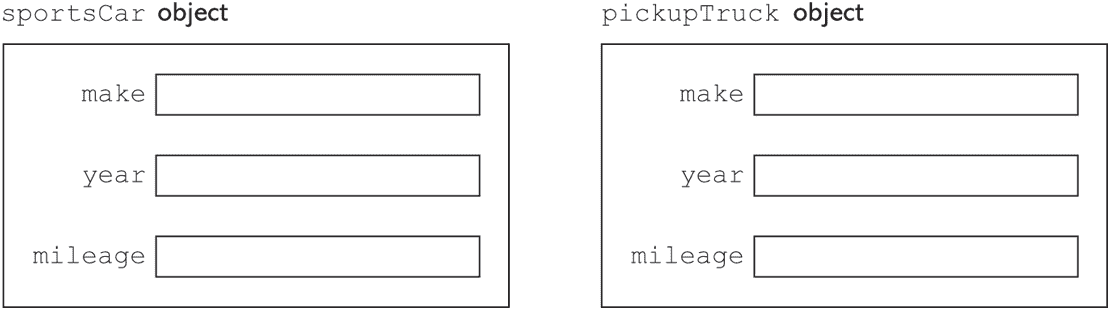 sportsCar object
make
year
mileage
pickupTruck object
make
year
mileage